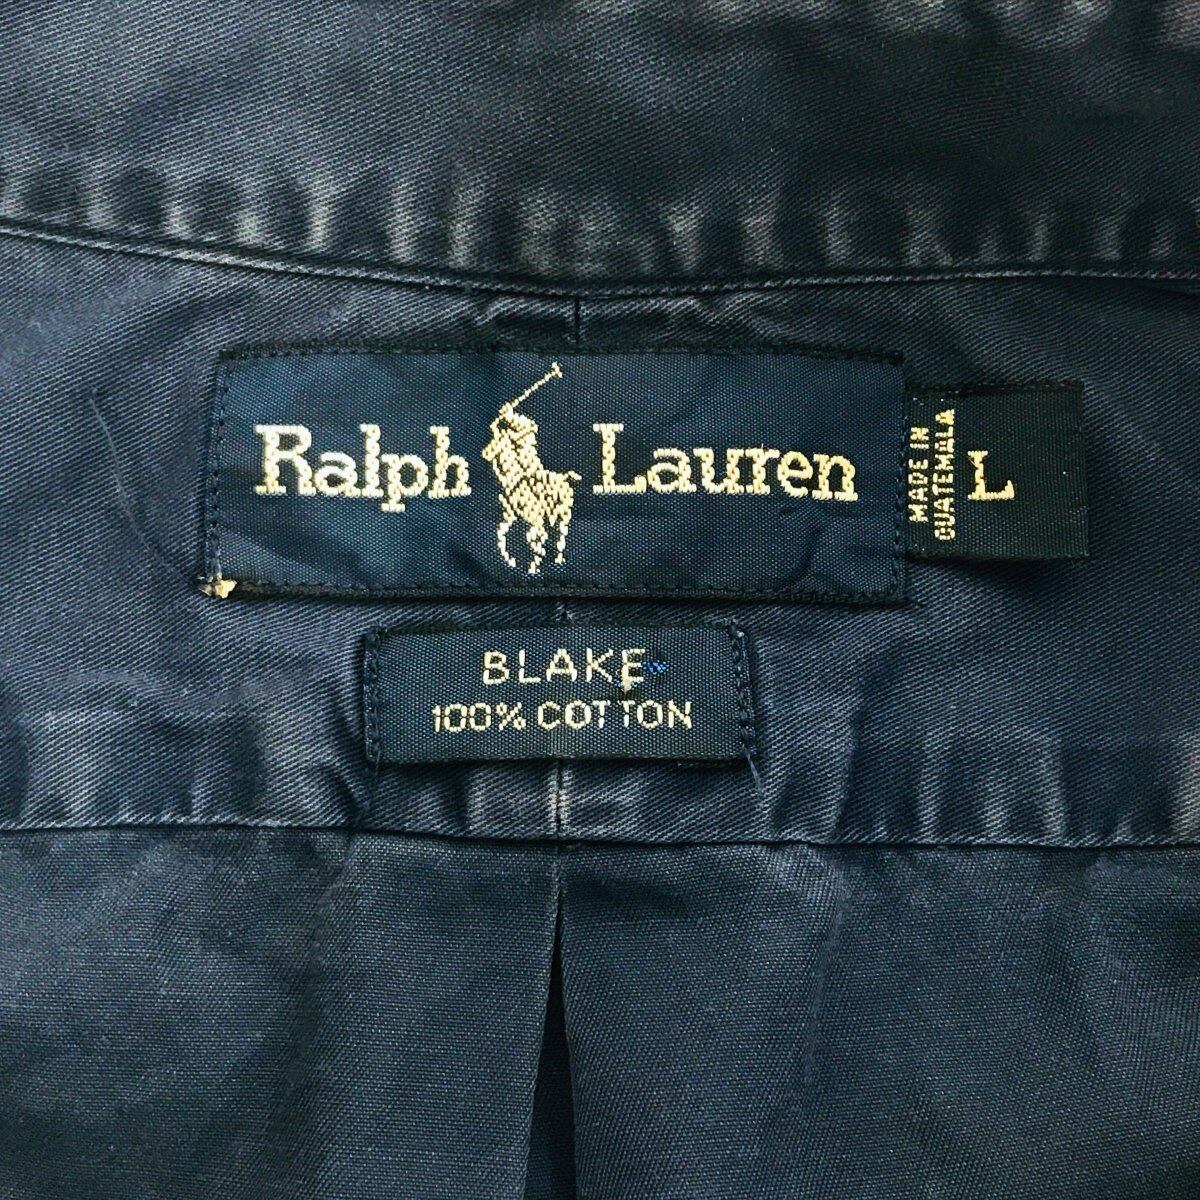 Ralph Lauren
MADE IN
GUATEMALA
L
BLAKE
100% COTTON